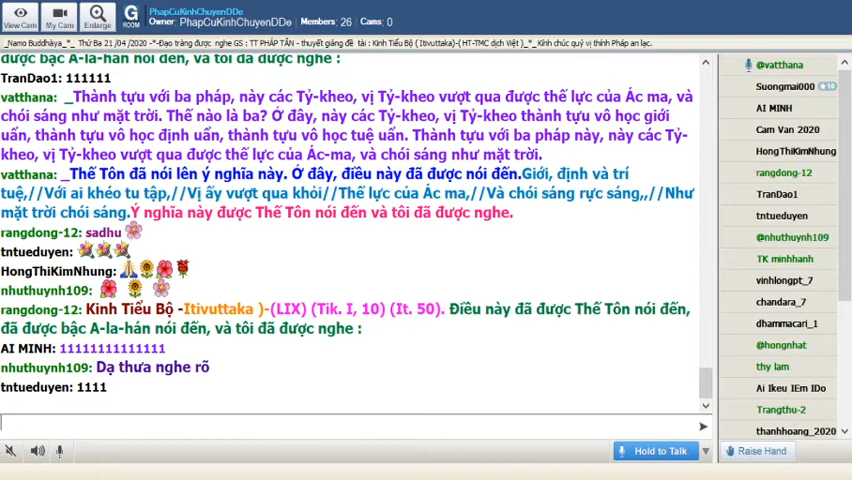 PhapCuKinhChuyenDDe
Owner: PhapCuKinhChuyenDDe Members: 26 Cams: 0
View Cam
My Cam
Enlarge
G
ROOM
_Namo Buddhàya_*_ Thứ Ba 21 /04 /2020 -*-Đạo tràng được nghe GS : TT PHÁP TÂN - thuyết giảng đề tài : Kinh Tiểu Bộ ( Itivuttaka)-( HT-TMC dịch Việt )_*_ Kính chúc quý vị thính Pháp an lạc.
được bậc A-la-hán nói đến, và tôi đã được nghe :
TranDao1: 111111
vatthana: _Thành tựu với ba pháp, này các Tỷ-kheo, vị Tỷ-kheo vượt qua được thế lực của Ác ma, và
chói sáng như mặt trời. Thế nào là ba? Ở đây, này các Tỷ-kheo, vị Tỷ-kheo thành tựu vô học giới
uẩn, thành tựu vô học định uẩn, thành tựu vô học tuệ uẩn. Thành tựu với ba pháp này, này các Tỷ-
kheo, vị Tỷ-kheo vượt qua được thế lực của Ác-ma, và chói sáng như mặt trời.
vatthana: _Thế Tôn đã nói lên ý nghĩa này. Ở đây, điều này đã được nói đến.Giới, định và trí
tuệ,//Với ai khéo tu tập,//Vị ấy vượt qua khỏi//Thế lực của Ác ma,//Và chói sáng rực sáng,,//Như
mặt trời chói sáng.Ý nghĩa này được Thế Tôn nói đến và tôi đã được nghe.
rangdong-12: sadhu
tntueduyen:
HongThiKimNhung:
nhuthuynh109:
rangdong-12: Kinh Tiểu Bộ -Itivuttaka )-(LIX) (Tik. I, 10) (It. 50). Điều này đã được Thế Tôn nói đến,
đã được bậc A-la-hán nói đến, và tôi đã được nghe :
AI MINH: 11111111111111
nhuthuynh109: Dạ thưa nghe rõ
tntueduyen: 1111
Hold to Talk
@vatthana
Suongmai000
AI MINH
Cam Van 2020
HongThiKimNhung
rangdong-12
TranDao1
tntueduyen
@nhuthuynh109
TK minhhanh
vinhlongpt_7
chandara_7
dhammacari_1
@hongnhat
thy lam
Ai Ikeu IEm IDo
Trangthu-2
thanhhoang_2020
Raise Hand